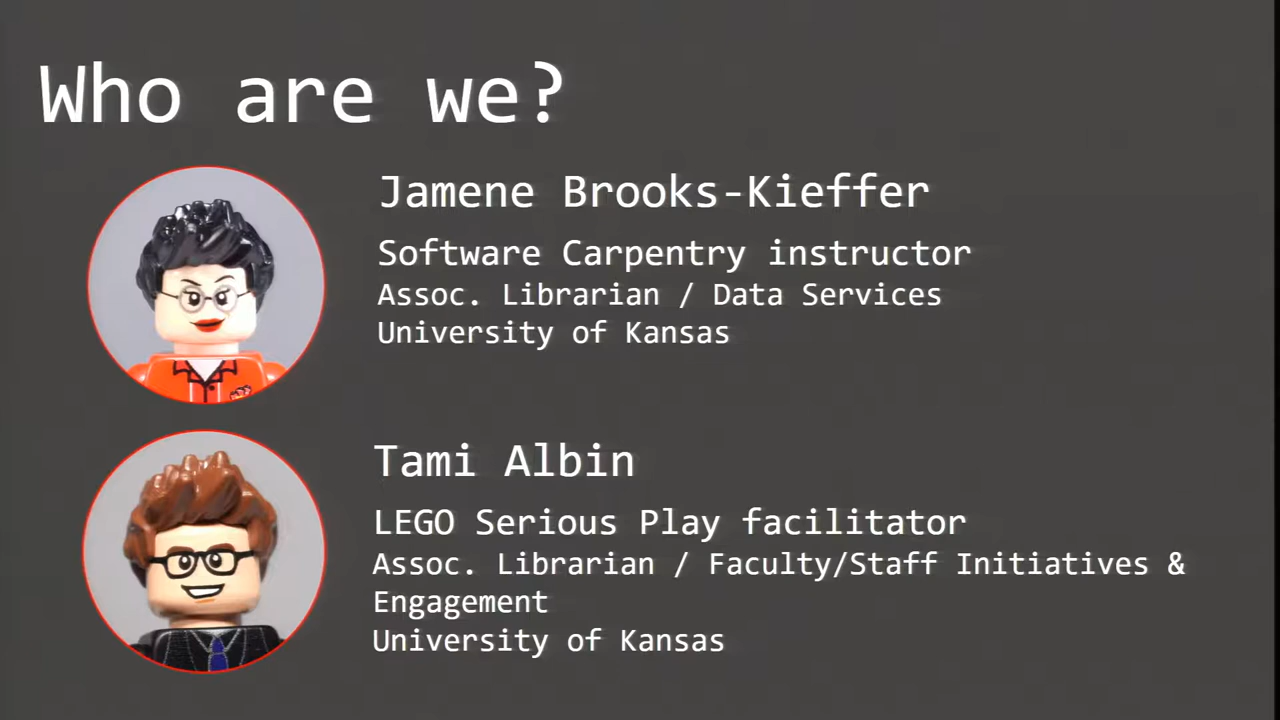 Who are we?
Jamene Brooks-Kieffer
Software Carpentry instructor
Assoc. Librarian / Data Services
University of Kansas
Tami Albin
LEGO Serious Play facilitator
Assoc. Librarian / Faculty/Staff Initiatives &
Engagement
University of Kansas